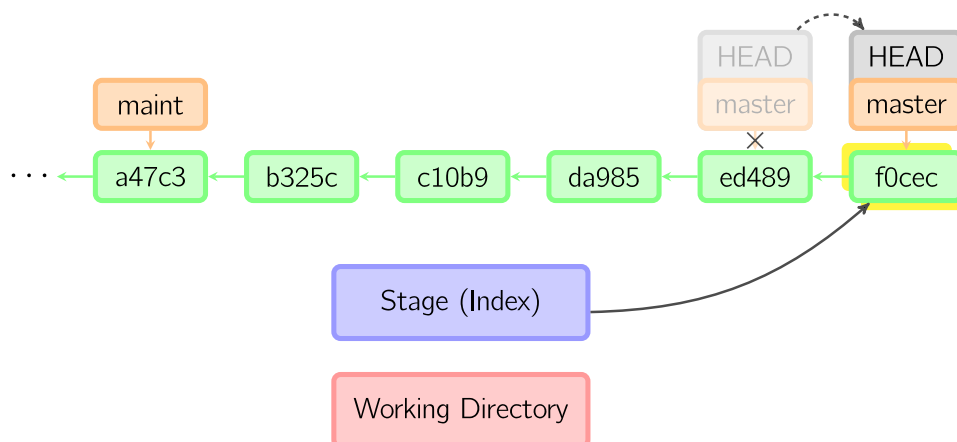 HEAD HEAD
maint master master
... a47c3 b325c c10b9 da985 ed489 f0cec
Stage (Index)
Working Directory